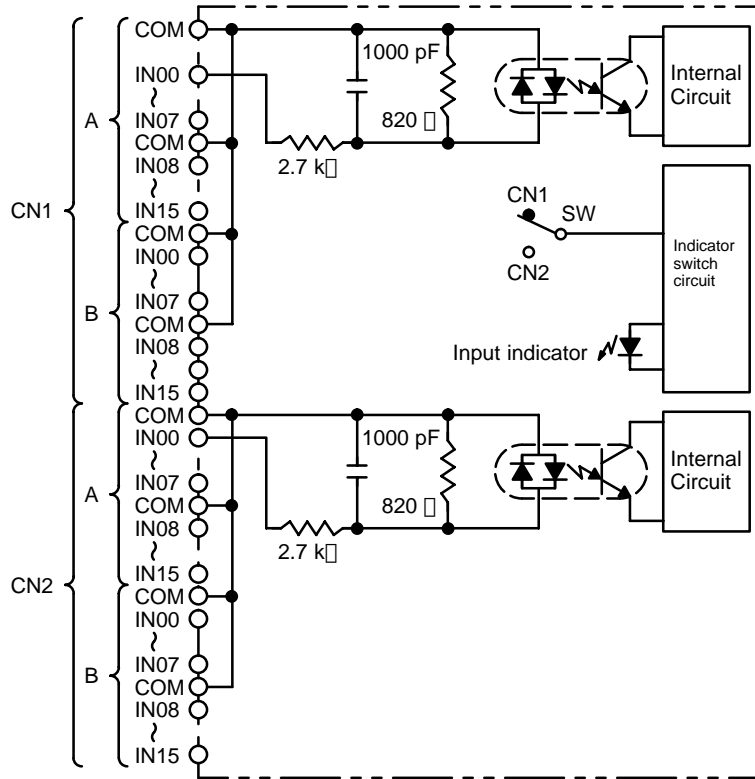 COM
1000 pF
IN00
Internal
Circuit
A
IN07
820 □
COM
IN08
2.7 k□
CN1
CN1
SW
IN15
COM
IN00
CN2
Indicator
switch
circuit
B
IN07
COM
IN08
Input indicator
IN15
COM
IN00
1000 pF
Internal
Circuit
A
IN07
COM
820 □
IN08
2.7 k□
CN2
IN15
COM
IN00
B
IN07
COM
IN08
IN15